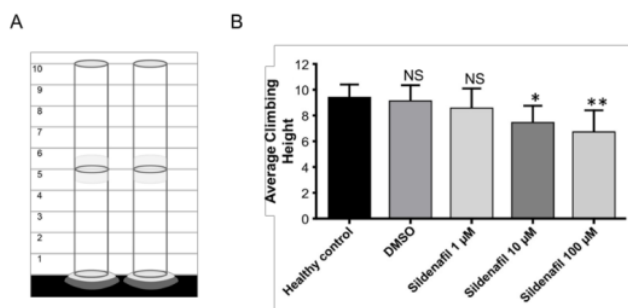 A
10
9
8
7
6
5
4
3
2
1
B
Average Climbing
Height
12
10
8
6
4
2
0
NS
NS
*
**
Healthy control
DMSO
Sildenafil 1 µM
Sildenafil 10 µM
Sildenafil 100 µM